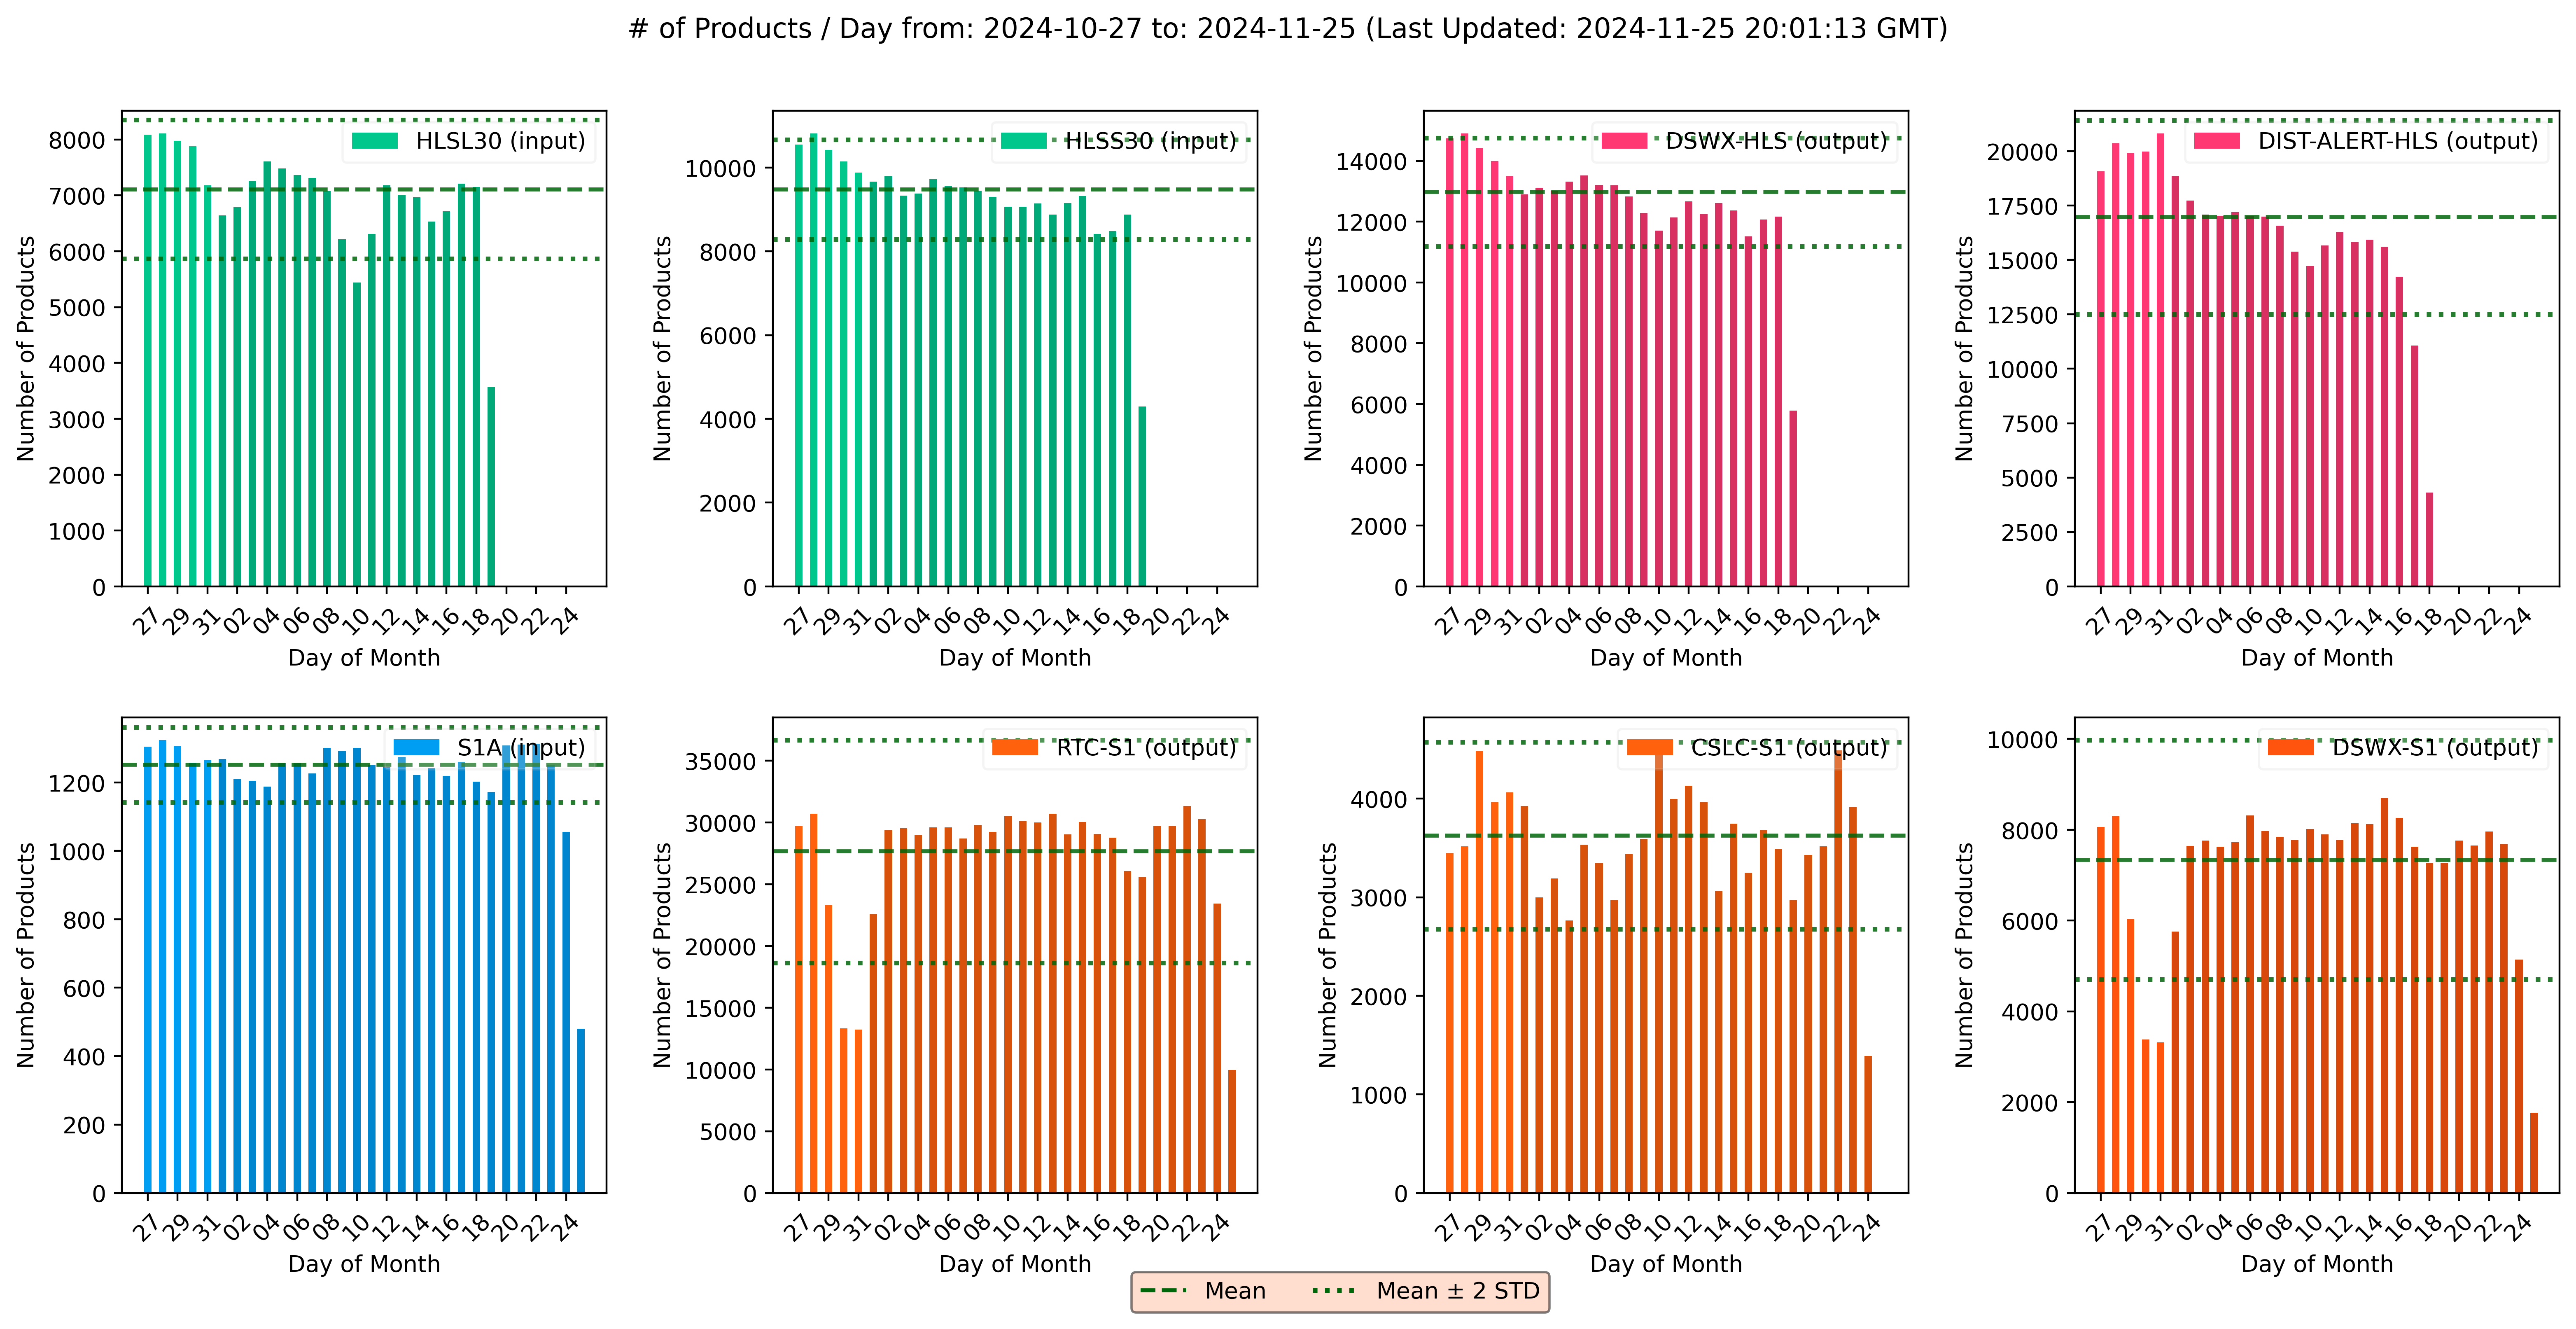 # of Products / Day from: 2024-10-27 to: 2024-11-25 (Last Updated: 2024-11-25 20:01:13 GMT)
HLSL30 (input)
Number of Products
8000
7000
6000
5000
4000
3000
2000
1000
0
27 29 31 02 04 06 08 10 12 14 16 18 20 22 24
Day of Month
HLSS30 (input)
Number of Products
10000
8000
6000
4000
2000
0
27 29 31 02 04 06 08 10 12 14 16 18 20 22 24
Day of Month
DSWX-HLS (output)
Number of Products
14000
12000
10000
8000
6000
4000
2000
0
27 29 31 02 04 06 08 10 12 14 16 18 20 22 24
Day of Month
DIST-ALERT-HLS (output)
Number of Products
20000
17500
15000
12500
10000
7500
5000
2500
0
27 29 31 02 04 06 08 10 12 14 16 18 20 22 24
Day of Month
S1A (input)
Number of Products
1200
1000
800
600
400
200
0
27 29 31 02 04 06 08 10 12 14 16 18 20 22 24
Day of Month
RTC-S1 (output)
Number of Products
35000
30000
25000
20000
15000
10000
5000
0
27 29 31 02 04 06 08 10 12 14 16 18 20 22 24
Day of Month
CSLC-S1 (output)
Number of Products
4000
3000
2000
1000
0
27 29 31 02 04 06 08 10 12 14 16 18 20 22 24
Day of Month
DSWX-S1 (output)
Number of Products
10000
8000
6000
4000
2000
0
27 29 31 02 04 06 08 10 12 14 16 18 20 22 24
Day of Month
Mean
Mean ± 2 STD